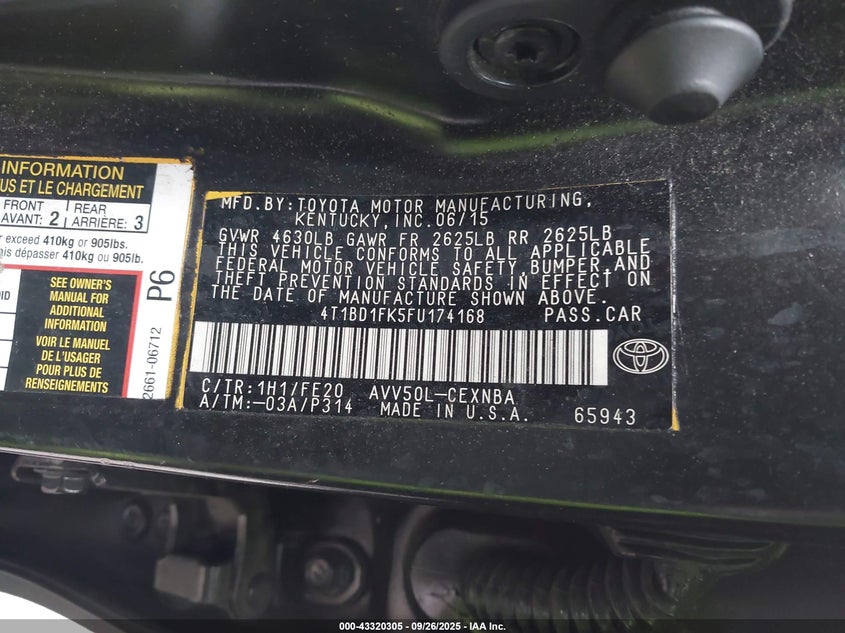 INFORMATION
US ET LE CHARGEMENT
FRONT
AVANT: 2
REAR
ARRIÈRE: 3
r exceed 410kg or 905lbs.
ais dépasser 410kg ou 905lb.
SEE OWNER'S
MANUAL FOR
ADDITIONAL
INFORMATION
VOIR LE MANUEL
DE L'USAGER
POUR PLUS DE
RENSEIGNEMENTS
2661-06712 P6
MFD.BY:TOYOTA MOTOR MANUFACTURING,
KENTUCKY,INC.06/15
GVWR 4630LB GAWR FR 2625LB RR 2625LB
THIS VEHICLE CONFORMS TO ALL APPLICABLE
FEDERAL MOTOR VEHICLE SAFETY,BUMPER,AND
THEFT PREVENTION STANDARDS IN EFFECT ON
THE DATE OF MANUFACTURE SHOWN ABOVE.
4T1BD1FK5FU174168 PASS.CAR
C/TR:1H1/FE20 AVV50L-CEXNBA
A/TM:-03A/P314 MADE IN U.S.A. 65943
000-43320305 - 09/26/2025 - IAA Inc.